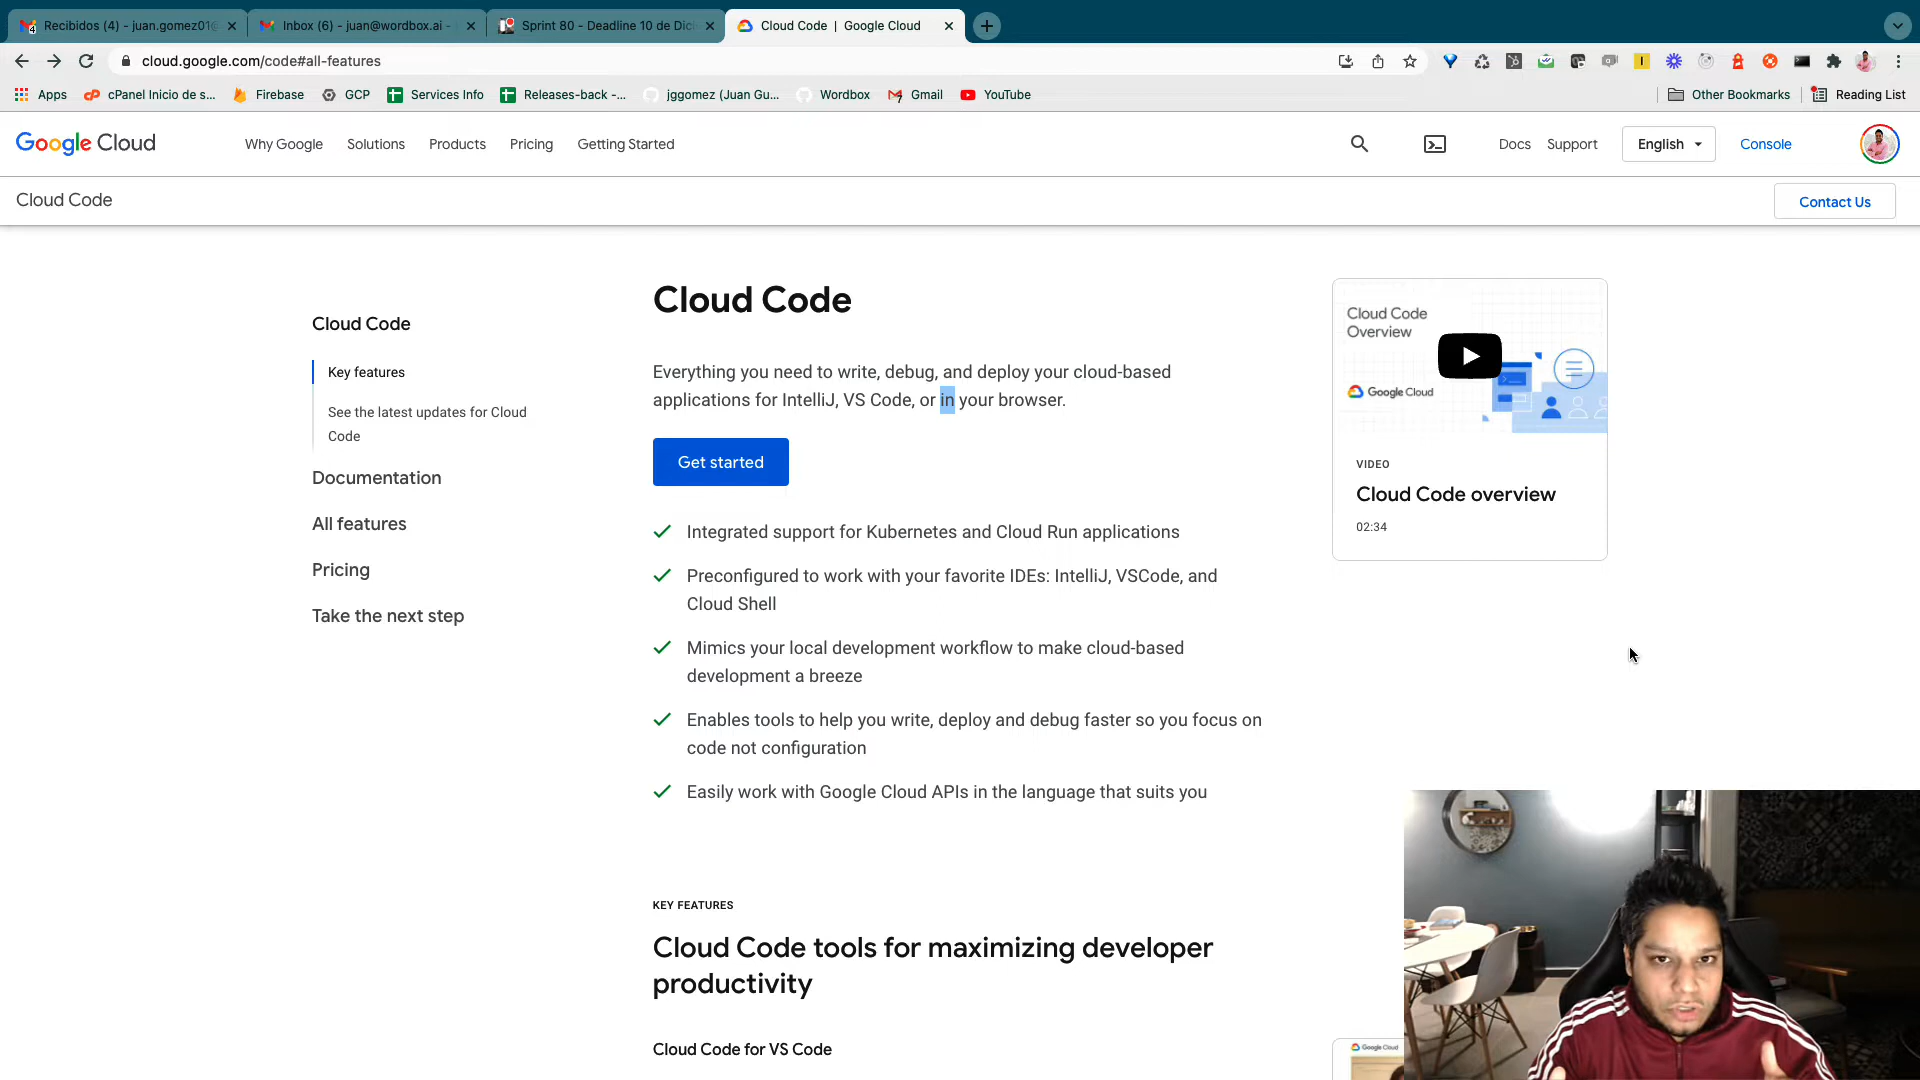 Recibidos (4) - juan.gomez01@
Inbox (6) - juan@wordbox.ai -
Sprint 80 - Deadline 10 de Dici
Cloud Code | Google Cloud
cloud.google.com/code#all-features
Apps
cPanel Inicio de s...
Firebase
GCP
Services Info
Releases-back -...
jggomez (Juan Gu...
Wordbox
Gmail
YouTube
Other Bookmarks
Reading List
Google Cloud
Why Google
Solutions
Products
Pricing
Getting Started
Docs
Support
English
Console
Cloud Code
Contact Us
Cloud Code
Key features
See the latest updates for Cloud
Code
Documentation
All features
Pricing
Take the next step
Cloud Code
Everything you need to write, debug, and deploy your cloud-based
applications for IntelliJ, VS Code, or in your browser.
Get started
Integrated support for Kubernetes and Cloud Run applications
Preconfigured to work with your favorite IDEs: IntelliJ, VSCode, and
Cloud Shell
Mimics your local development workflow to make cloud-based
development a breeze
Enables tools to help you write, deploy and debug faster so you focus on
code not configuration
Easily work with Google Cloud APIs in the language that suits you
Cloud Code
Overview
Google Cloud
VIDEO
Cloud Code overview
02:34
KEY FEATURES
Cloud Code tools for maximizing developer
productivity
Cloud Code for VS Code
Google Cloud